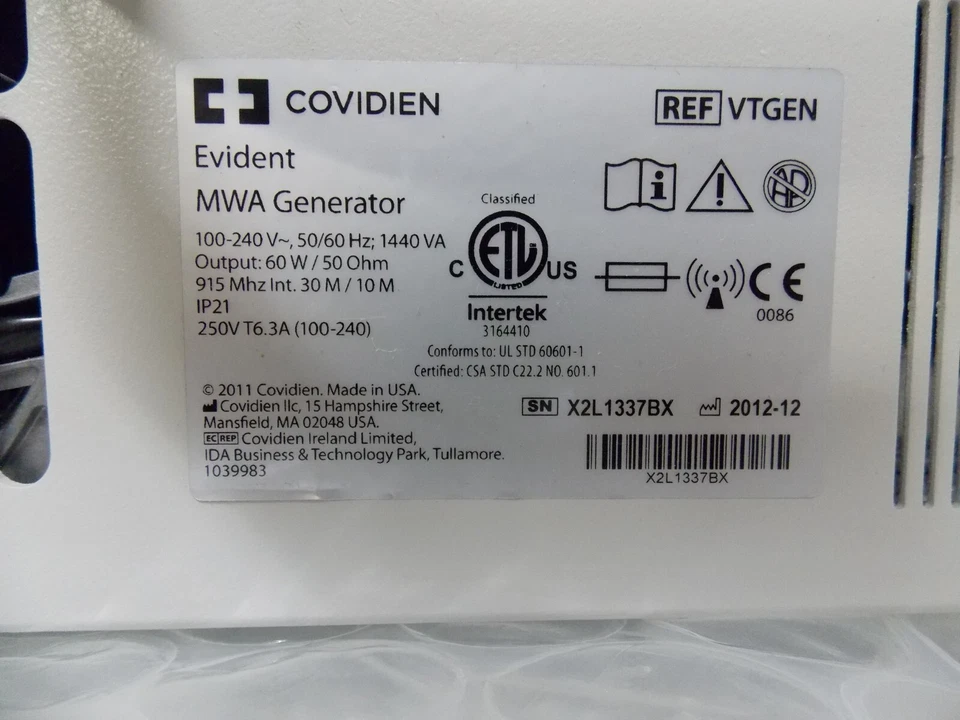 COVIDIEN
REF VTGEN
Evident
MWA Generator
100-240 V~, 50/60 Hz; 1440 VA
Output: 60 W / 50 Ohm
915 Mhz Int. 30 M / 10 M
IP21
250V T6.3A (100-240)
Classified
C ETL US
LISTED
Intertek
3164410
Conforms to: UL STD 60601-1
Certified: CSA STD C22.2 NO. 601.1
CE
0086
© 2011 Covidien. Made in USA.
Covidien llc, 15 Hampshire Street,
Mansfield, MA 02048 USA.
EC REP Covidien Ireland Limited,
IDA Business & Technology Park, Tullamore.
1039983
SN X2L1337BX 2012-12
X2L1337BX